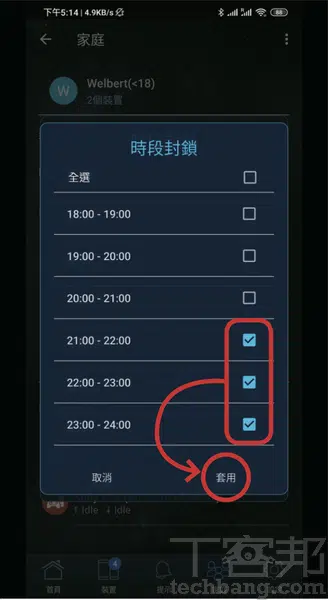 下午5:14 | 4.9KB/s
88
家庭
W
Welbert(<18)
2個裝置
時段封鎖
全選
18:00 - 19:00
19:00 - 20:00
20:00 - 21:00
21:00 - 22:00
22:00 - 23:00
23:00 - 24:00
取消
套用
1 Idle 4 Idle
4
首頁
裝置
T客邦
techbang.com